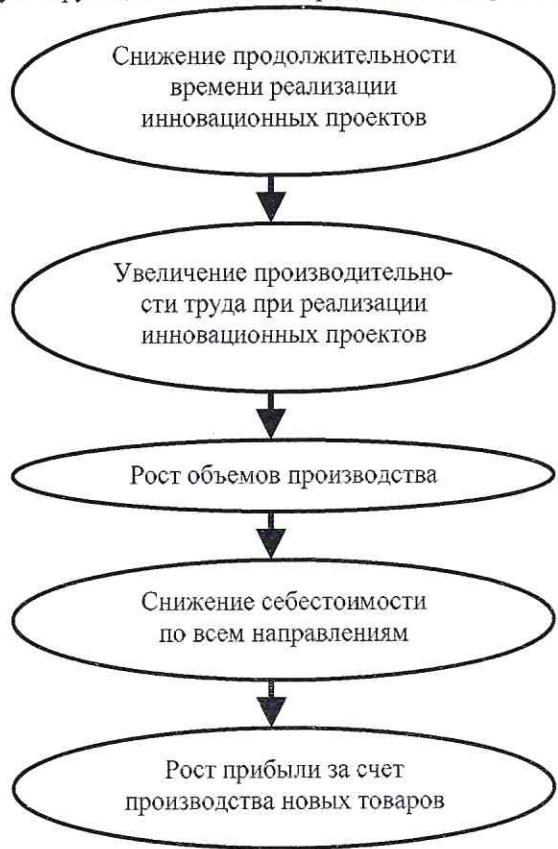 Снижение продолжительности
времени реализации
инновационных проектов
Увеличение производительно-
сти труда при реализации
инновационных проектов
Рост объемов производства
Снижение себестоимости
по всем направлениям
Рост прибыли за счет
производства новых товаров